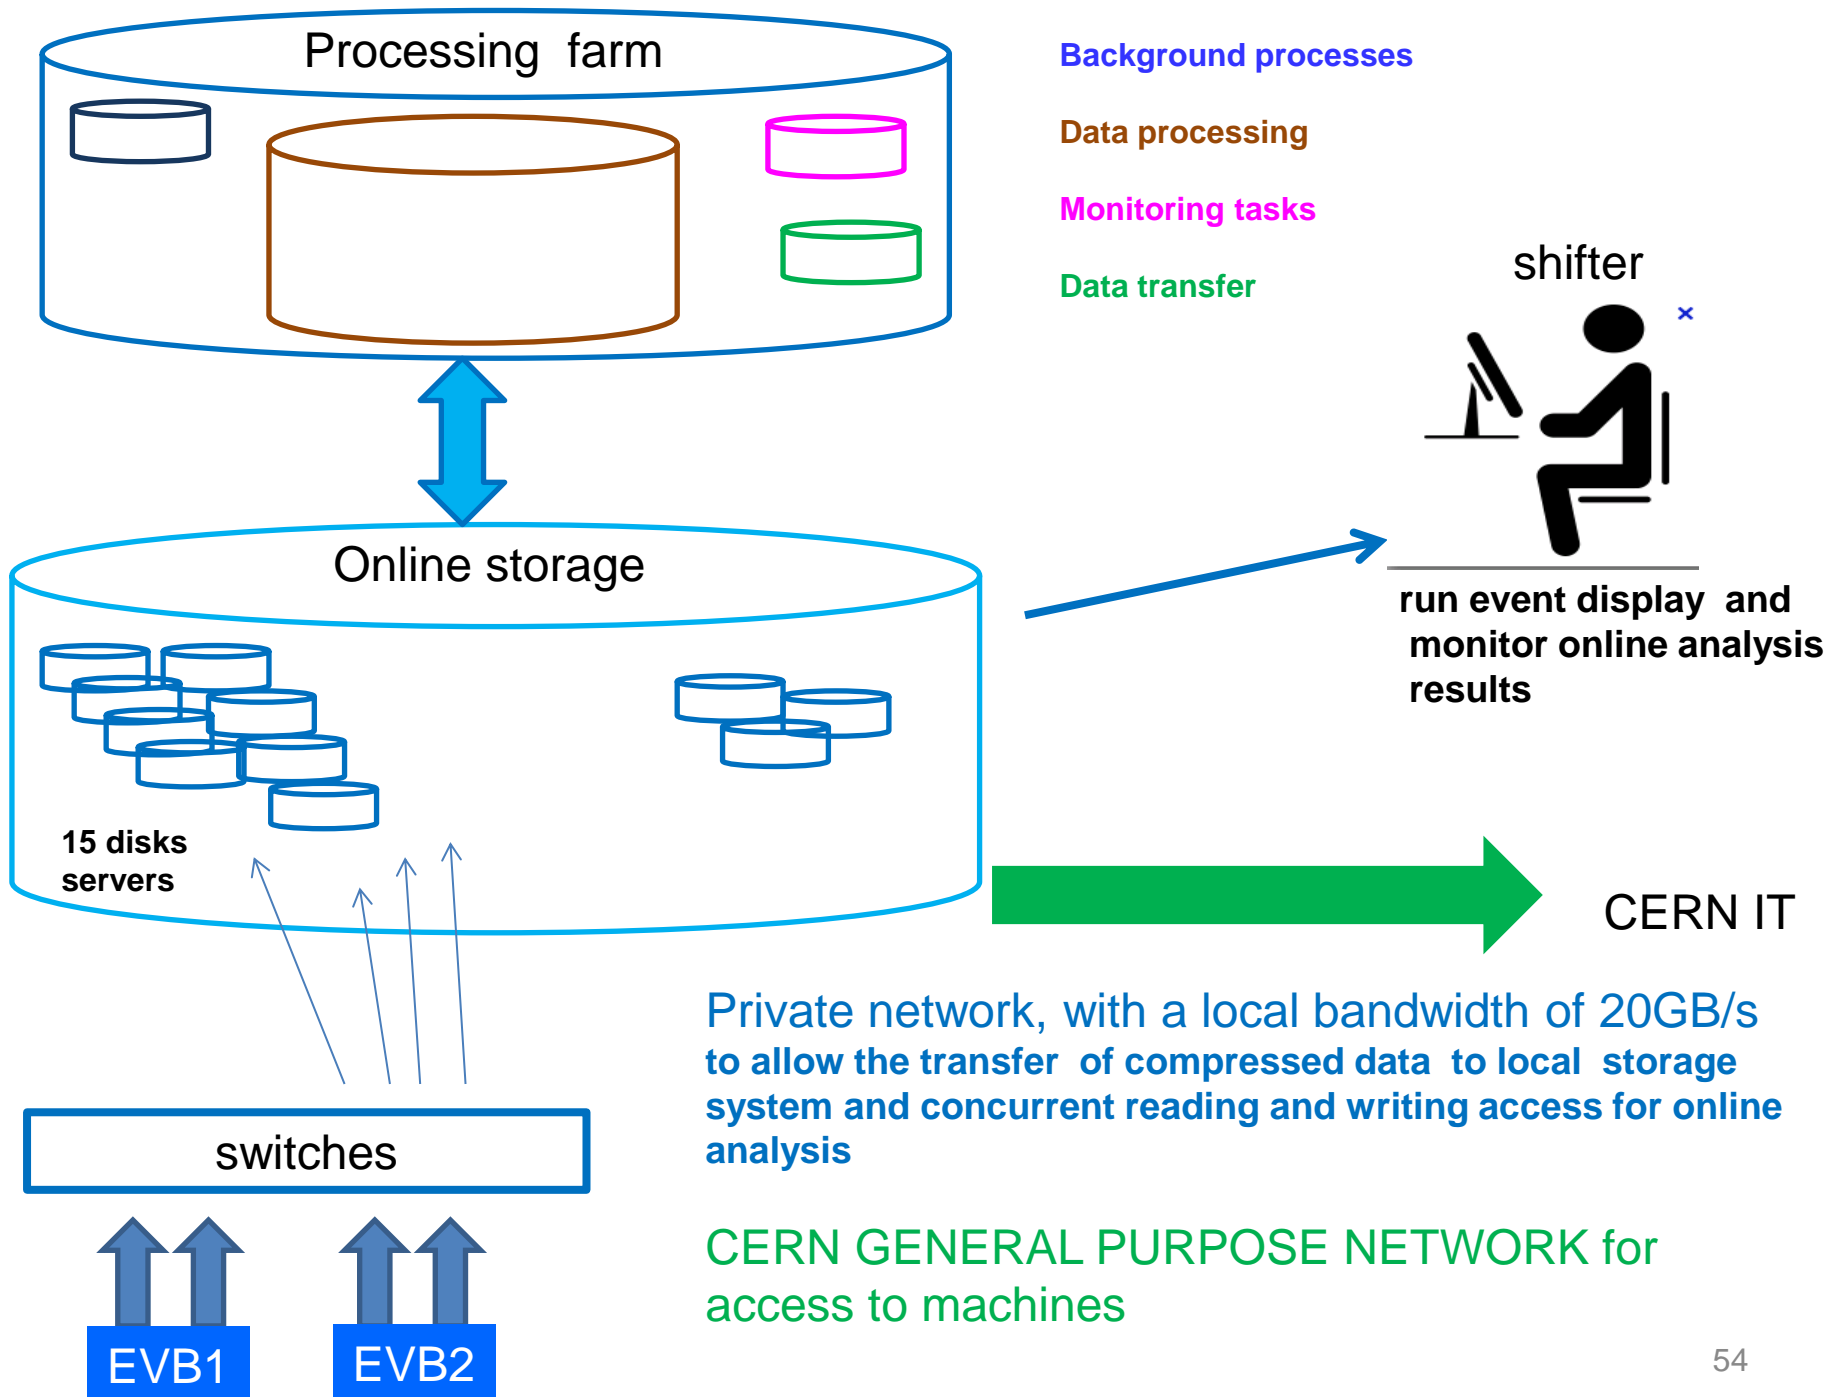 Processing farm
Background processes
Data processing
Monitoring tasks
Data transfer
shifter
Online storage
run event display and
monitor online analysis
results
15 disks
servers
CERN IT
Private network, with a local bandwidth of 20GB/s
to allow the transfer of compressed data to local storage
system and concurrent reading and writing access for online
analysis
switches
CERN GENERAL PURPOSE NETWORK for
access to machines
EVB1
EVB2
54